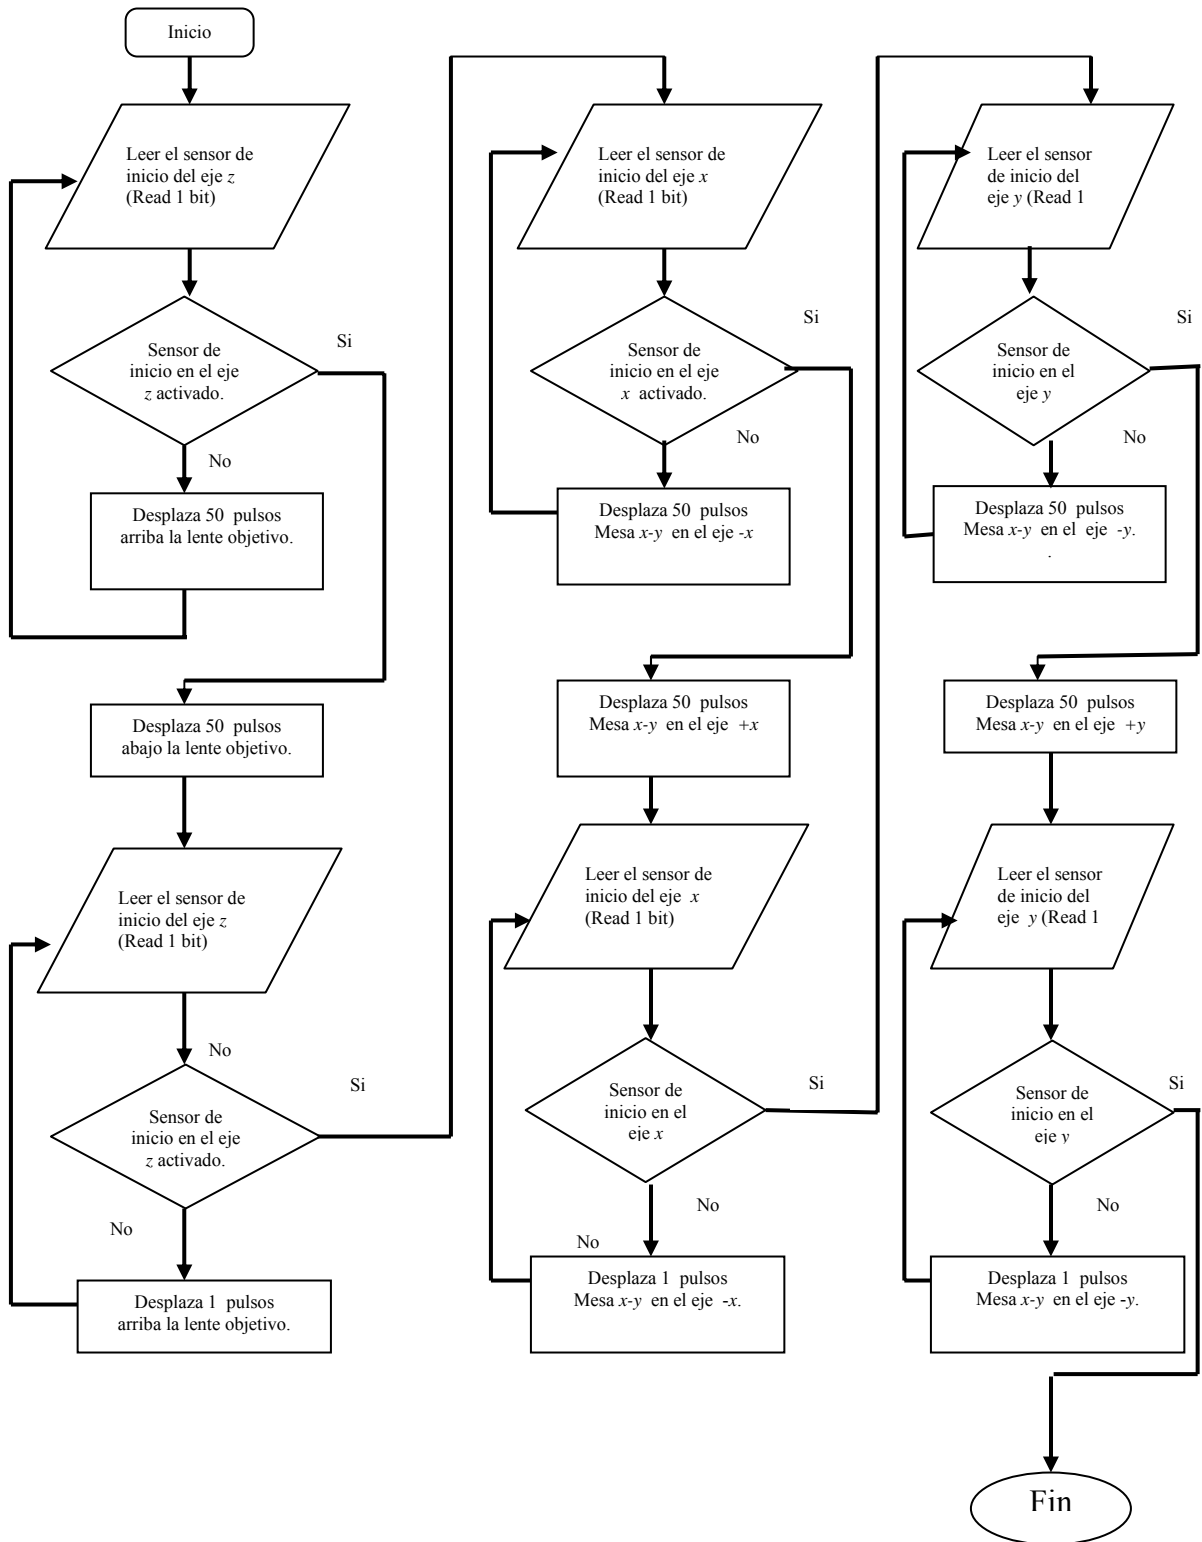 Inicio
Leer el sensor de
inicio del eje z
(Read 1 bit)
Sensor de
inicio en el eje
z activado.
Si
No
Desplaza 50 pulsos
arriba la lente objetivo.
Desplaza 50 pulsos
abajo la lente objetivo.
Leer el sensor de
inicio del eje z
(Read 1 bit)
No
Sensor de
inicio en el eje
z activado.
Si
No
Desplaza 1 pulsos
arriba la lente objetivo.
Leer el sensor de
inicio del eje x
(Read 1 bit)
Sensor de
inicio en el eje
x activado.
Si
No
Desplaza 50 pulsos
Mesa x-y en el eje -x
Desplaza 50 pulsos
Mesa x-y en el eje +x
Leer el sensor de
inicio del eje x
(Read 1 bit)
Sensor de
inicio en el
eje x
Si
No
No
Desplaza 1 pulsos
Mesa x-y en el eje -x.
Leer el sensor
de inicio del
eje y (Read 1
Sensor de
inicio en el
eje y
Si
No
Desplaza 50 pulsos
Mesa x-y en el eje -y.
.
Desplaza 50 pulsos
Mesa x-y en el eje +y
Leer el sensor
de inicio del
eje y (Read 1
Sensor de
inicio en el
eje y
Si
No
Desplaza 1 pulsos
Mesa x-y en el eje -y.
Fin